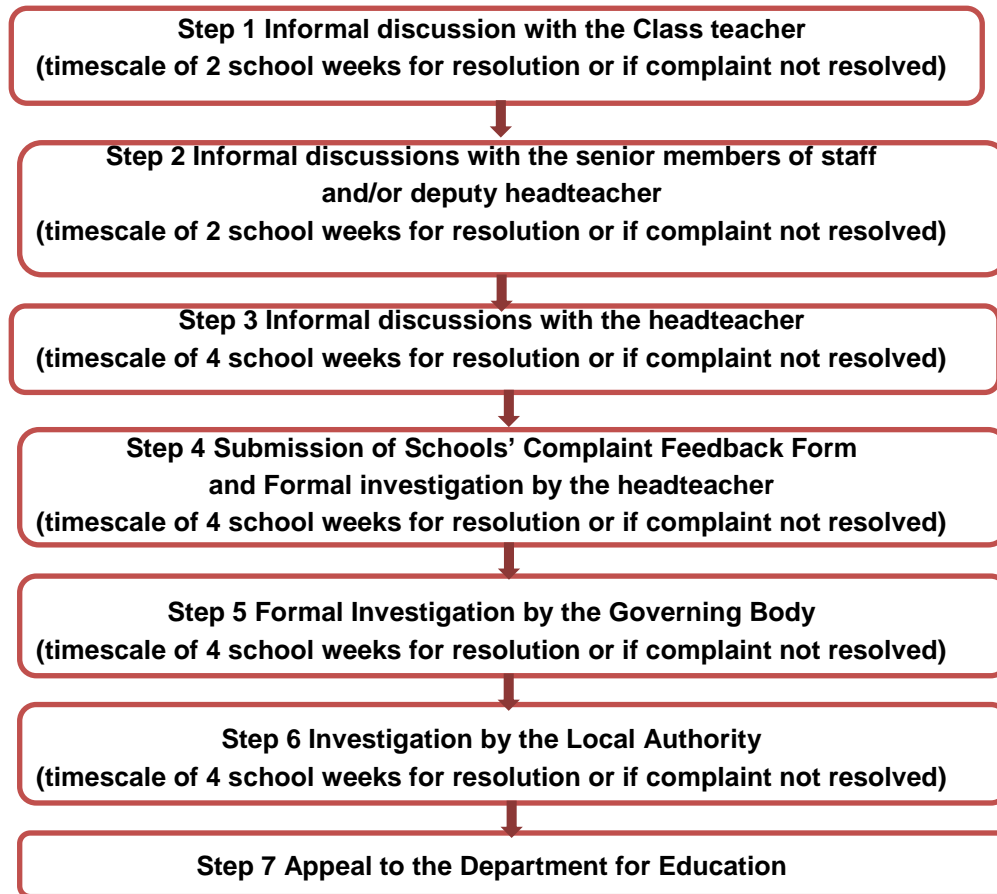 Step 1 Informal discussion with the Class teacher
(timescale of 2 school weeks for resolution or if complaint not resolved)
Step 2 Informal discussions with the senior members of staff
and/or deputy headteacher
(timescale of 2 school weeks for resolution or if complaint not resolved)
Step 3 Informal discussions with the headteacher
(timescale of 4 school weeks for resolution or if complaint not resolved)
Step 4 Submission of Schools’ Complaint Feedback Form
and Formal investigation by the headteacher
(timescale of 4 school weeks for resolution or if complaint not resolved)
Step 5 Formal Investigation by the Governing Body
(timescale of 4 school weeks for resolution or if complaint not resolved)
Step 6 Investigation by the Local Authority
(timescale of 4 school weeks for resolution or if complaint not resolved)
Step 7 Appeal to the Department for Education